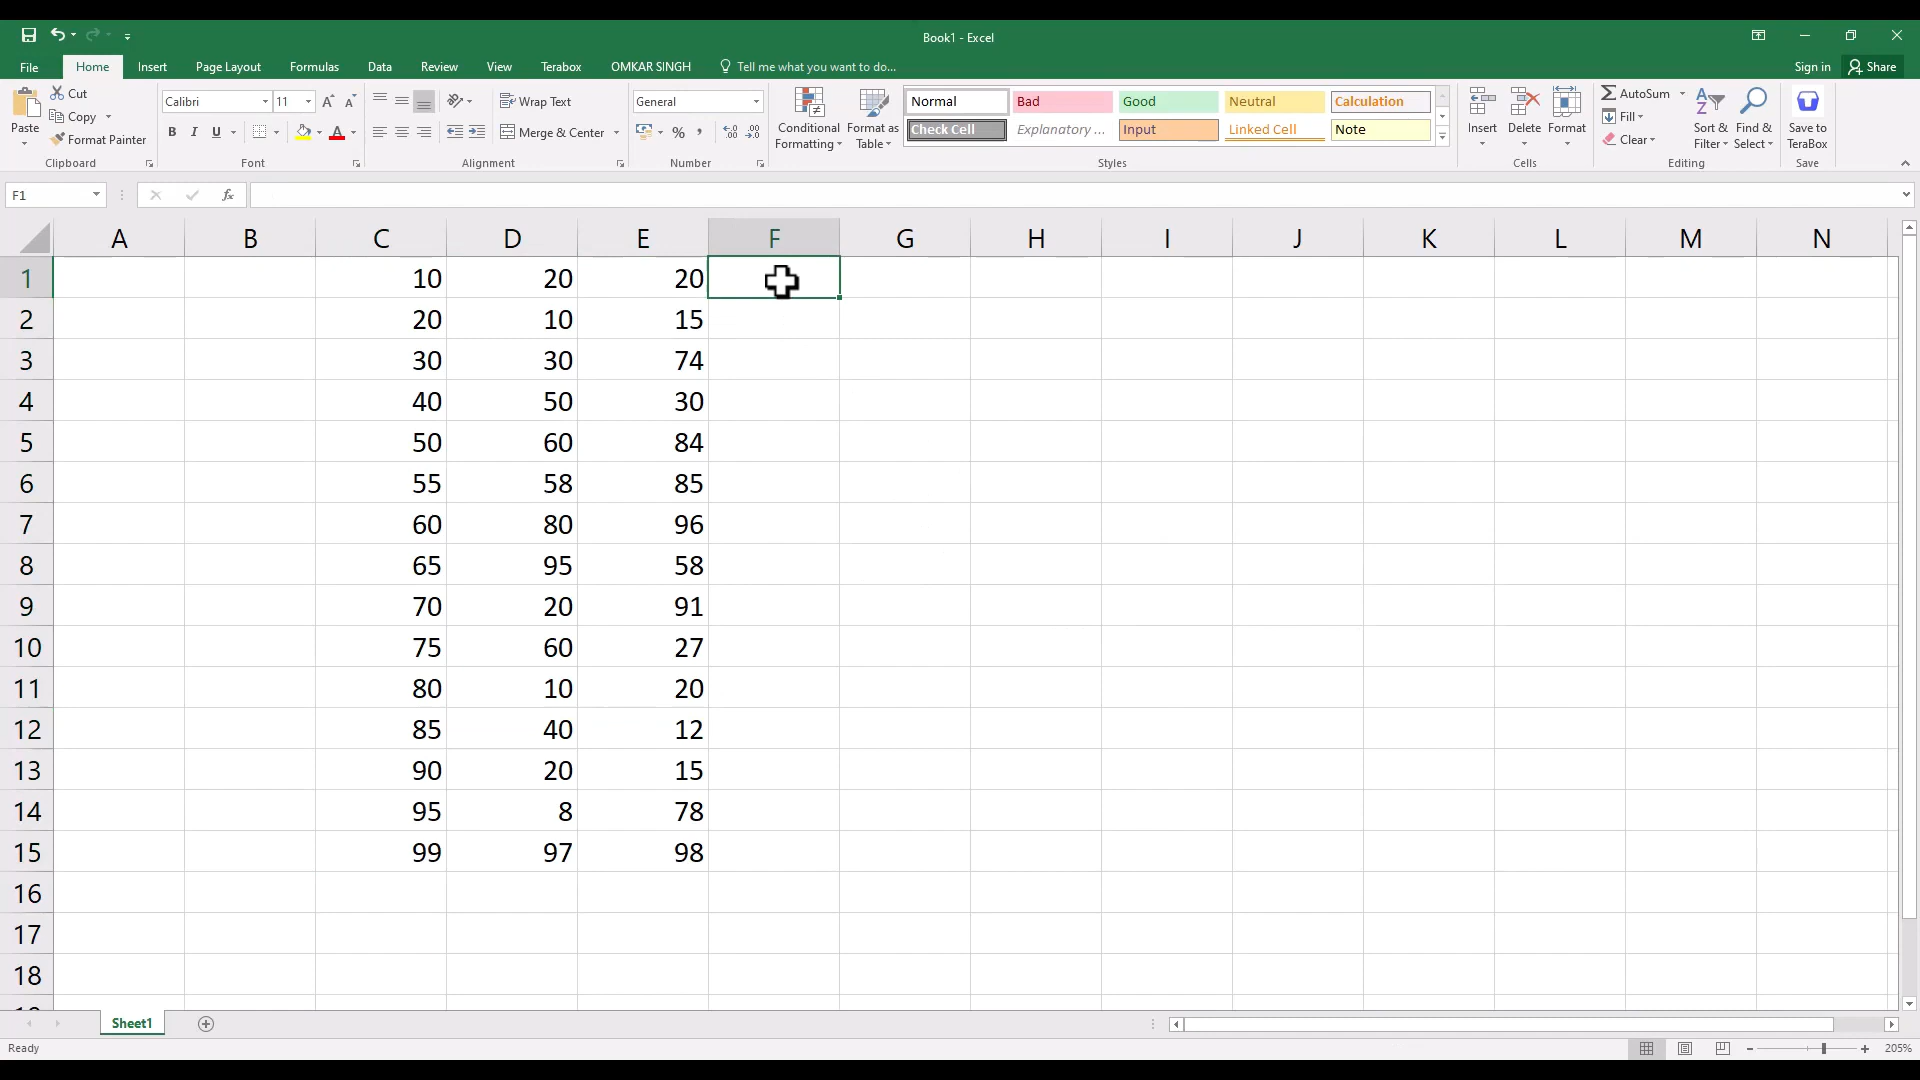 Book1 - Excel
File Home Insert Page Layout Formulas Data Review View Terabox OMKAR SINGH Tell me what you want to do... Sign in Share
Paste
Cut
Copy
Format Painter
Clipboard
Calibri 11 A A
B I U A
Font
Wrap Text
Merge & Center
Alignment
General
% , .0 .00
Number
Conditional Formatting
Format as Table
Normal Bad Good Neutral Calculation
Check Cell Explanatory ... Input Linked Cell Note
Styles
Insert Delete Format
Cells
AutoSum
Fill
Clear
Sort & Filter
Find & Select
Editing
Save to TeraBox
Save
F1 fx
A B C D E F G H I J K L M N
1 10 20 20
2 20 10 15
3 30 30 74
4 40 50 30
5 50 60 84
6 55 58 85
7 60 80 96
8 65 95 58
9 70 20 91
10 75 60 27
11 80 10 20
12 85 40 12
13 90 20 15
14 95 8 78
15 99 97 98
16
17
18
Sheet1
Ready 205%